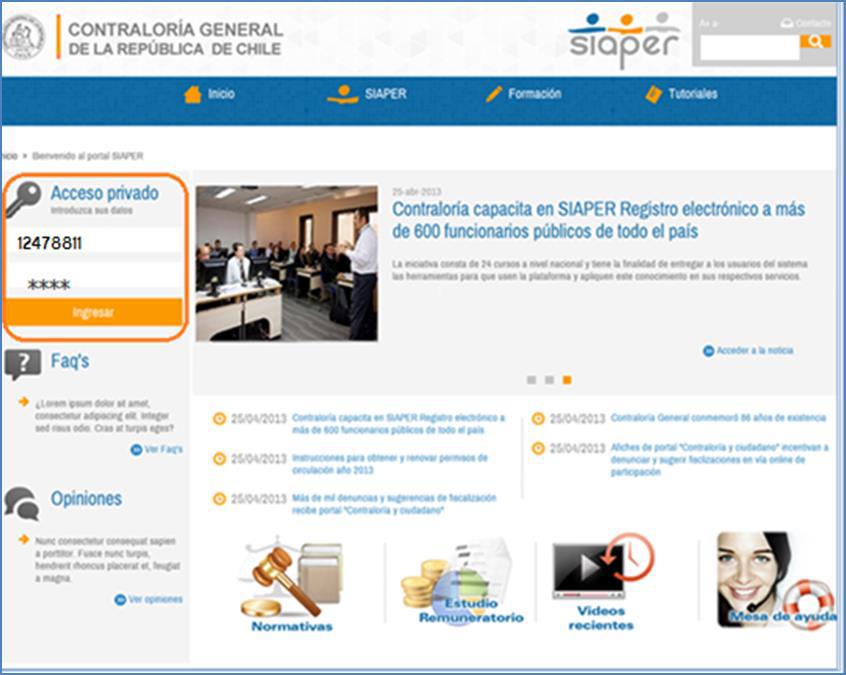 CONTRALORÍA GENERAL
DE LA REPÚBLICA DE CHILE
siaper
Contacto
Inicio
SIAPER
Formación
Tutoriales
Bienvenido al portal SIAPER
Acceso privado
Introduzca sus datos
12478811
****
Ingresar
Faq's
¿Lorem ipsum dolor sit amet,
consectetur adipiscing elit. Integer
sed risus odio. Cras at turpis eges?
Ver Faq's
Opiniones
Nunc consectetur consequat sapien
a porttitor. Fusce nunc turpis,
hendrerit rhoncus placerat et, feugiat
a magna.
Ver opiniones
25-abr-2013
Contraloría capacita en SIAPER Registro electrónico a más
de 600 funcionarios públicos de todo el país
La iniciativa consta de 24 cursos a nivel nacional y tiene la finalidad de entregar a los usuarios del sistema
las herramientas para que usen la plataforma y apliquen este conocimiento en sus respectivos servicios.
Acceder a la noticia
25/04/2013 Contraloría capacita en SIAPER Registro electrónico a
más de 600 funcionarios públicos de todo el país
25/04/2013 Instrucciones para obtener y renovar permisos de
circulación año 2013
25/04/2013 Más de mil denuncias y sugerencias de fiscalización
recibe portal "Contraloría y ciudadano"
25/04/2013 Contraloría General conmemoró 86 años de existencia
25/04/2013 Afiches de portal "Contraloría y ciudadano" incentivan a
denunciar y sugerir fiscalizaciones en vía online de
participación
Normativas
Estudio
Remuneratorio
Videos
recientes
Mesa de ayuda